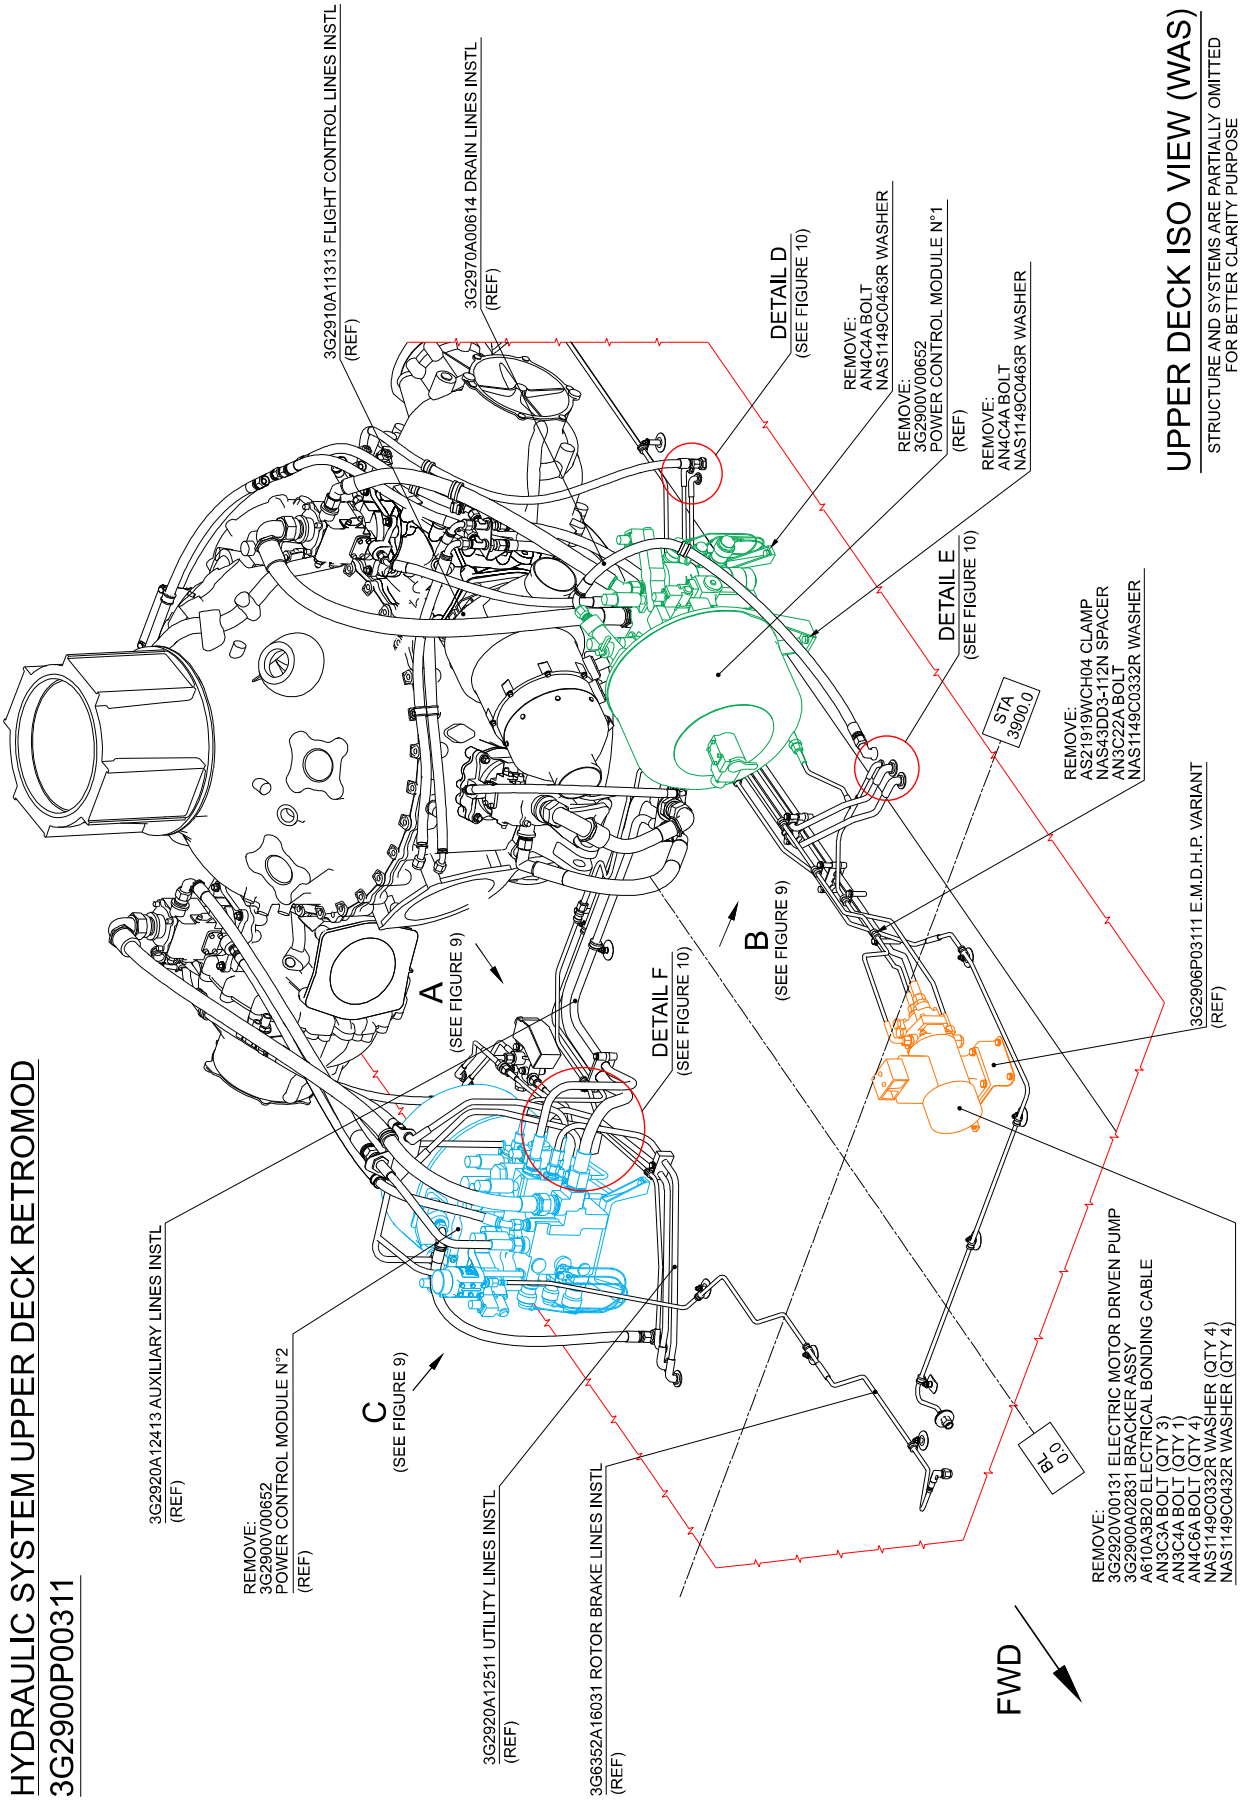 HYDRAULIC SYSTEM UPPER DECK RETROMOD
3G2900P00311
3G2920A12413 AUXILIARY LINES INSTL
(REF)
REMOVE:
3G2900V00652
POWER CONTROL MODULE N°2
(REF)
3G2910A11313 FLIGHT CONTROL LINES INSTL
(REF)
3G2970A00614 DRAIN LINES INSTL
(REF)
A
(SEE FIGURE 9)
C
(SEE FIGURE 9)
3G2920A12511 UTILITY LINES INSTL
(REF)
3G6352A16031 ROTOR BRAKE LINES INSTL
(REF)
DETAIL F
(SEE FIGURE 10)
B
(SEE FIGURE 9)
DETAIL D
(SEE FIGURE 10)
REMOVE:
AN4C4A BOLT
NAS1149C0463R WASHER
REMOVE:
3G2900V00652
POWER CONTROL MODULE N°1
(REF)
REMOVE:
AN4C4A BOLT
NAS1149C0463R WASHER
DETAIL E
(SEE FIGURE 10)
STA
3900.0
REMOVE:
AS21919WCH04 CLAMP
NAS43DD3-112N SPACER
AN3C22A BOLT
NAS1149C0332R WASHER
3G2906P03111 E.M.D.H.P. VARIANT
(REF)
BL
0.0
REMOVE:
3G2920V00131 ELECTRIC MOTOR DRIVEN PUMP
3G2900A02831 BRACKER ASSY
A610A3B20 ELECTRICAL BONDING CABLE
AN3C3A BOLT (QTY 3)
AN3C4A BOLT (QTY 1)
AN4C6A BOLT (QTY 4)
NAS1149C0332R WASHER (QTY 4)
NAS1149C0432R WASHER (QTY 4)
FWD
UPPER DECK ISO VIEW (WAS)
STRUCTURE AND SYSTEMS ARE PARTIALLY OMITTED
FOR BETTER CLARITY PURPOSE